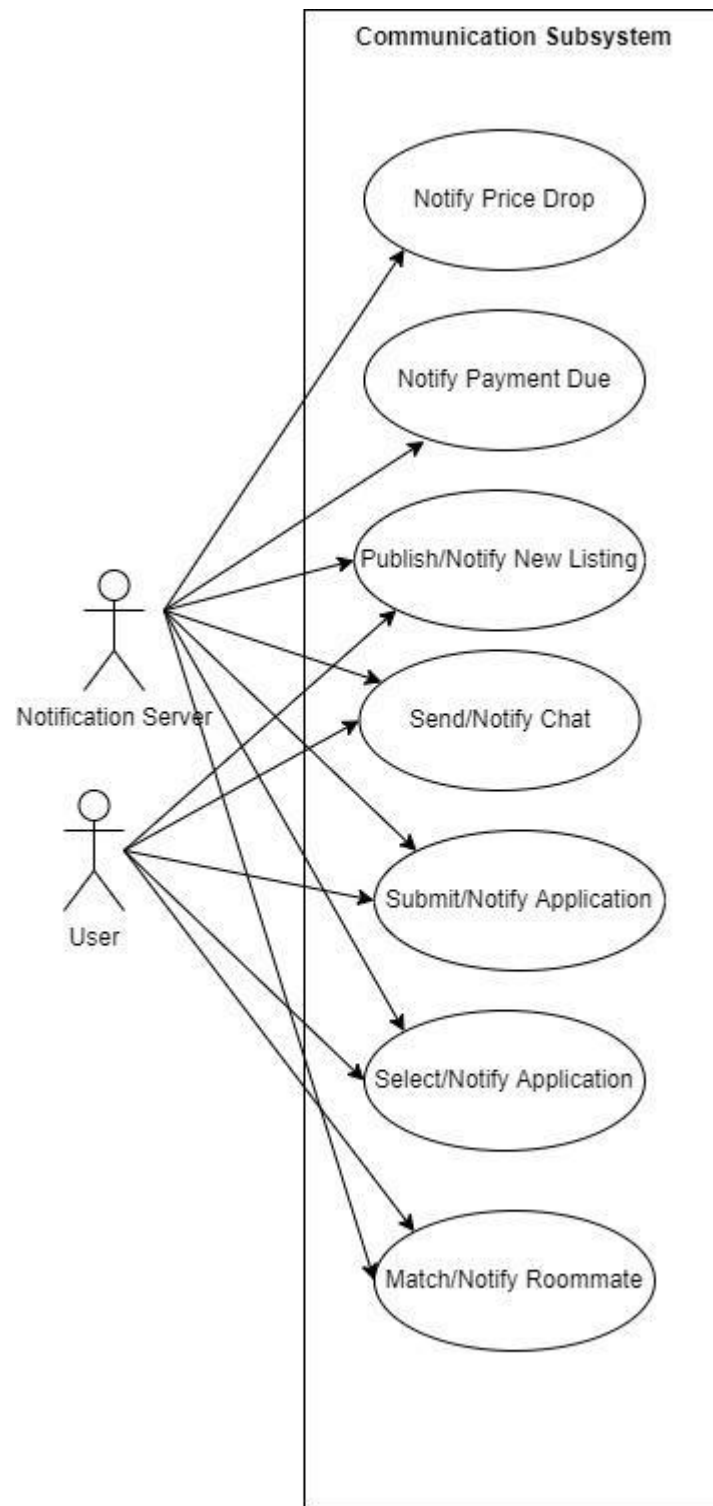 Communication Subsystem
Notify Price Drop
Notify Payment Due
Publish/Notify New Listing
Notification Server
Send/Notify Chat
User
Submit/Notify Application
Select/Notify Application
Match/Notify Roommate